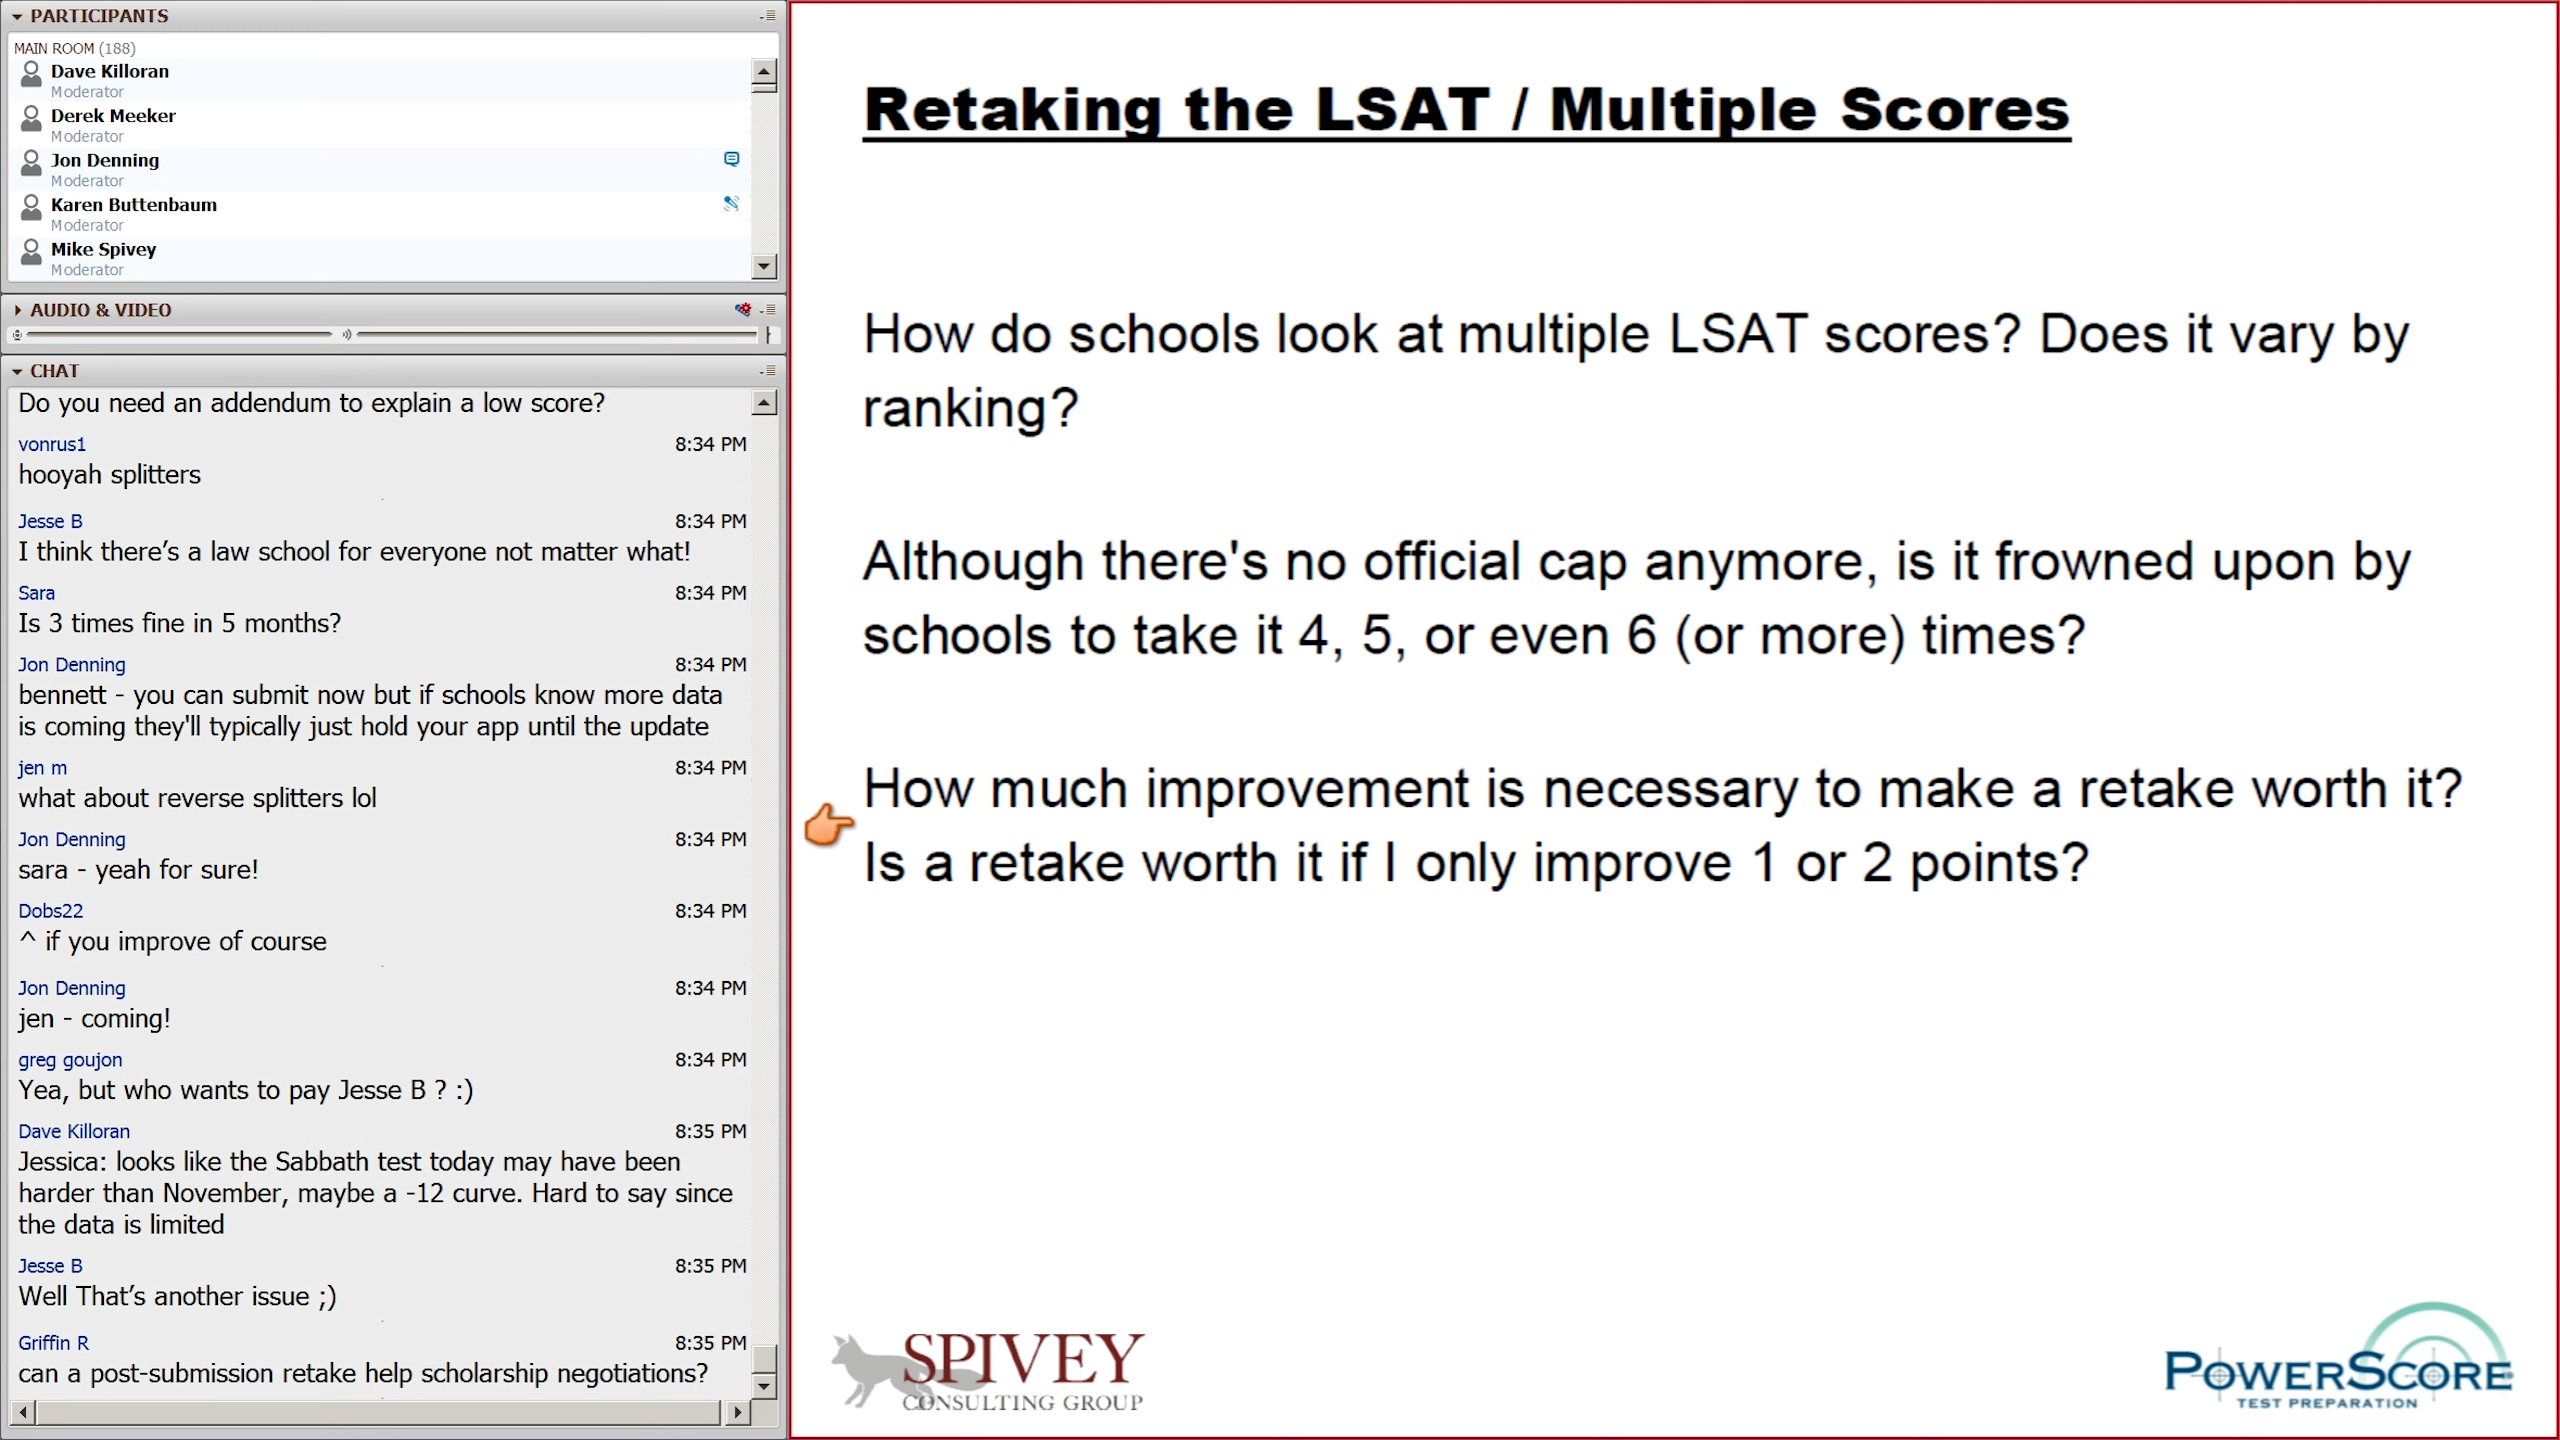 PARTICIPANTS
MAIN ROOM (188)
Dave Killoran
Moderator
Derek Meeker
Moderator
Jon Denning
Moderator
Karen Buttenbaum
Moderator
Mike Spivey
Moderator
AUDIO & VIDEO
CHAT
Do you need an addendum to explain a low score?
vonrus1 8:34 PM
hooyah splitters
Jesse B 8:34 PM
I think there’s a law school for everyone not matter what!
Sara 8:34 PM
Is 3 times fine in 5 months?
Jon Denning 8:34 PM
bennett - you can submit now but if schools know more data
is coming they'll typically just hold your app until the update
jen m 8:34 PM
what about reverse splitters lol
Jon Denning 8:34 PM
sara - yeah for sure!
Dobs22 8:34 PM
^ if you improve of course
Jon Denning 8:34 PM
jen - coming!
greg goujon 8:34 PM
Yea, but who wants to pay Jesse B ? :)
Dave Killoran 8:35 PM
Jessica: looks like the Sabbath test today may have been
harder than November, maybe a -12 curve. Hard to say since
the data is limited
Jesse B 8:35 PM
Well That’s another issue ;)
Griffin R 8:35 PM
can a post-submission retake help scholarship negotiations?
Retaking the LSAT / Multiple Scores
How do schools look at multiple LSAT scores? Does it vary by
ranking?
Although there's no official cap anymore, is it frowned upon by
schools to take it 4, 5, or even 6 (or more) times?
How much improvement is necessary to make a retake worth it?
Is a retake worth it if I only improve 1 or 2 points?
SPIVEY
CONSULTING GROUP
POWERSCORE
TEST PREPARATION